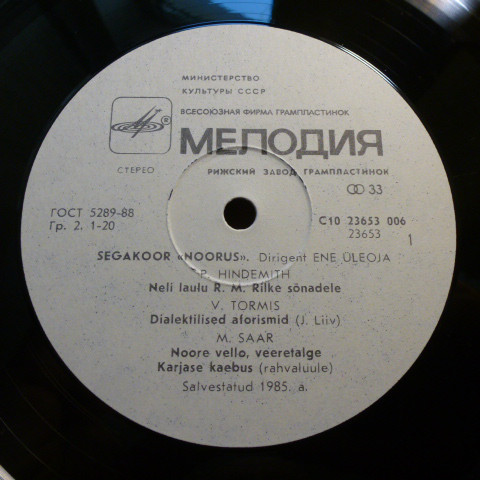 МИНИСТЕРСТВО
КУЛЬТУРЫ СССР
ВСЕСОЮЗНАЯ ФИРМА ГРАМПЛАСТИНОК
®
МЕЛОДИЯ
СТЕРЕО
РИЖСКИЙ ЗАВОД ГРАМПЛАСТИНОК
33
ГОСТ 5289-88
Гр. 2. 1-20
С10 23653 006
23653
1
SEGAKOOR «NOORUS». Dirigent ENE ÜLEOJA
P. HINDEMITH
Neli laulu R. M. Rilke sõnadele
V. TORMIS
Dialektilised aforismid (J. Liiv)
M. SAAR
Noore vello, veeretalge
Karjase kaebus (rahvaluule)
Salvestatud 1985. a.